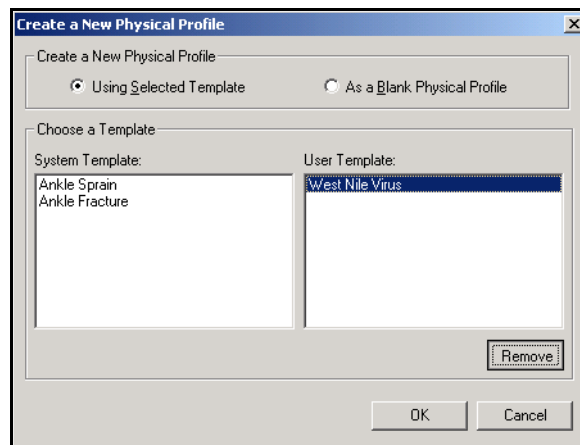 Create a New Physical Profile
Create a New Physical Profile
Using Selected Template
As a Blank Physical Profile
Choose a Template
System Template:
User Template:
Ankle Sprain
West Nile Virus
Ankle Fracture
Remove
OK
Cancel